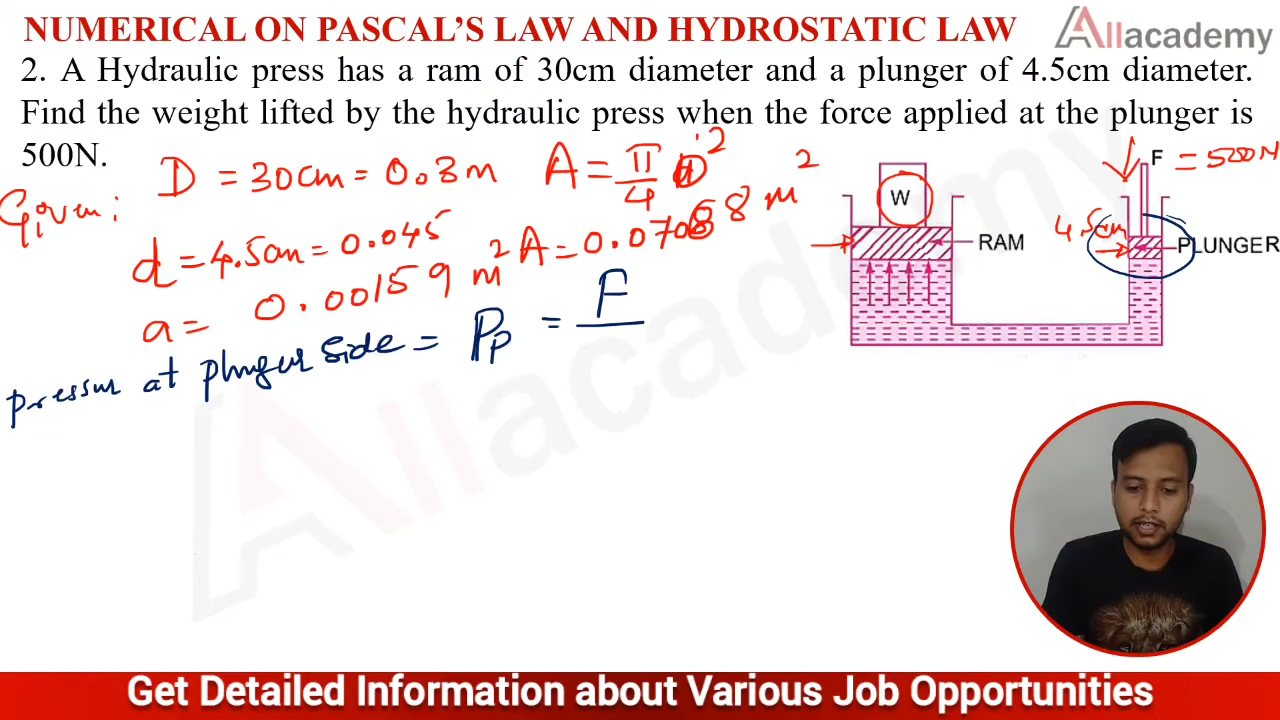 NUMERICAL ON PASCAL'S LAW AND HYDROSTATIC LAW
Allacademy
2. A Hydraulic press has a ram of 30cm diameter and a plunger of 4.5cm diameter.
Find the weight lifted by the hydraulic press when the force applied at the plunger is
500N.
Given:
D = 30cm = 0.3m A = π/4 D²
d = 4.5cm = 0.045 A = 0.07068 m²
a = 0.00159 m²
pressur at plunger side = Pp = F
F = 500N
W
4.5cm
RAM
PLUNGER
Allacademy
Get Detailed Information about Various Job Opportunities